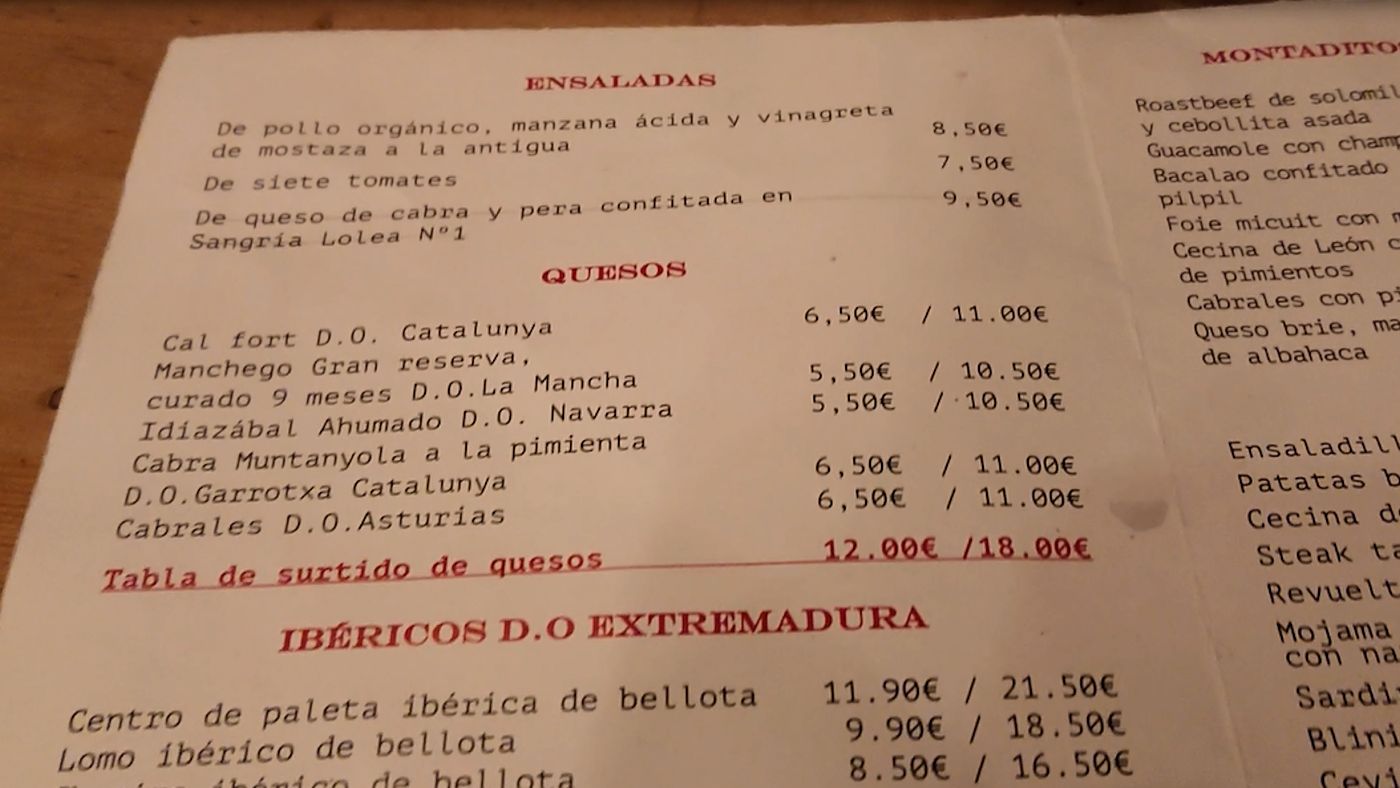 ENSALADAS
De pollo orgánico, manzana ácida y vinagreta
de mostaza a la antigua 8,50€
De siete tomates 7,50€
De queso de cabra y pera confitada en 9,50€
Sangría Lolea Nº1
QUESOS
Cal fort D.O. Catalunya 6,50€ / 11.00€
Manchego Gran reserva,
curado 9 meses D.O.La Mancha 5,50€ / 10.50€
Idiazábal Ahumado D.O. Navarra 5,50€ / 10.50€
Cabra Muntanyola a la pimienta
D.O.Garrotxa Catalunya 6,50€ / 11.00€
Cabrales D.O.Asturias 6,50€ / 11.00€
Tabla de surtido de quesos 12.00€ /18.00€
IBÉRICOS D.O EXTREMADURA
Centro de paleta ibérica de bellota 11.90€ / 21.50€
Lomo ibérico de bellota 9.90€ / 18.50€
ibérico de bellota 8.50€ / 16.50€
MONTADITOS
Roastbeef de
y cebollita asada
Guacamole con
Bacalao confitado
pilpil
Foie micuit con
Cecina de León
de pimientos
Cabrales con
Queso brie,
de albahaca
Patatas
Cecina
Steak
Mojama
con